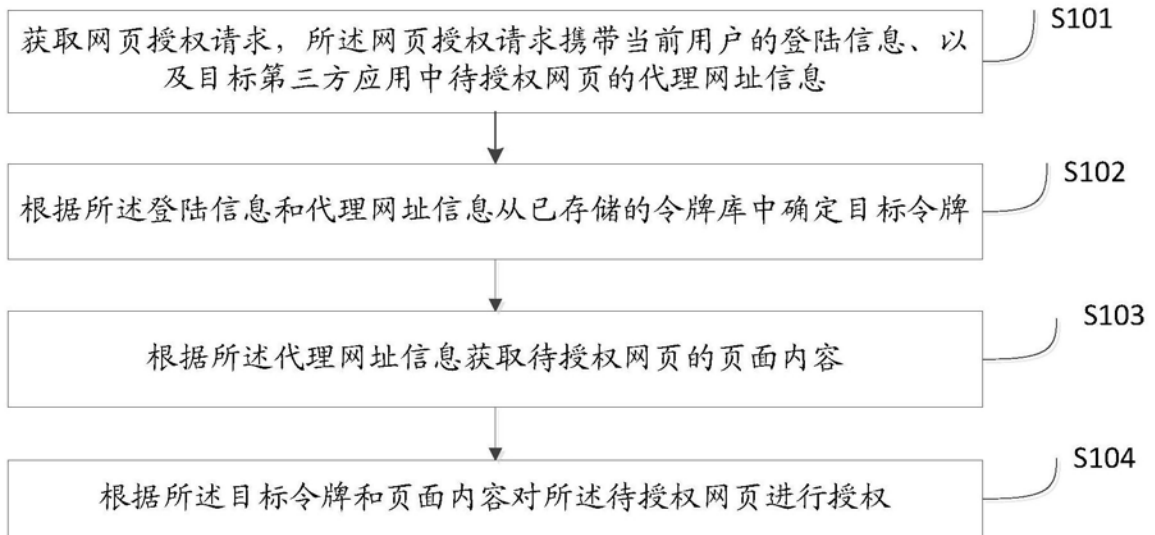 S101
获取网页授权请求，所述网页授权请求携带当前用户的登陆信息、以
及目标第三方应用中待授权网页的代理网址信息
S102
根据所述登陆信息和代理网址信息从已存储的令牌库中确定目标令牌
S103
根据所述代理网址信息获取待授权网页的页面内容
S104
根据所述目标令牌和页面内容对所述待授权网页进行授权